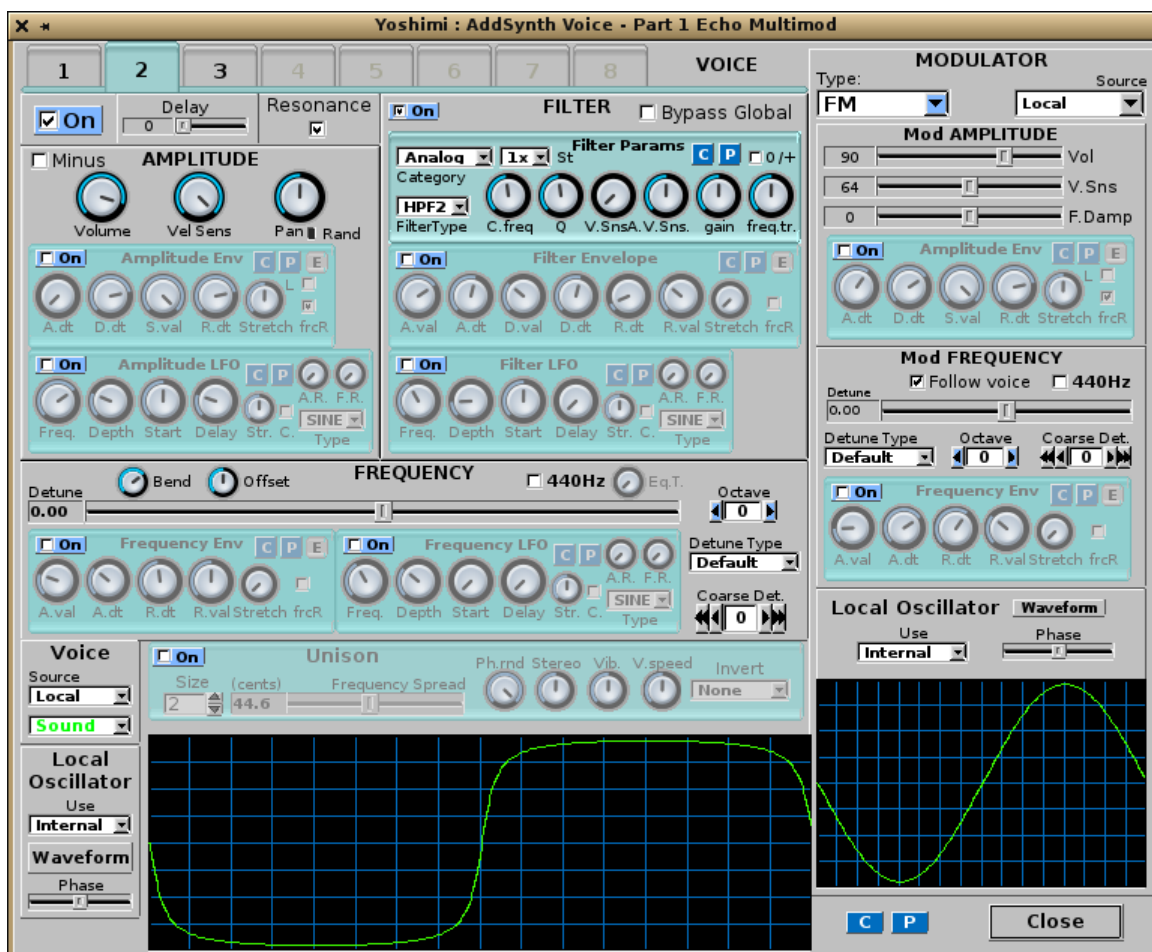 Yoshimi : AddSynth Voice - Part 1 Echo Multimod
1 2 3 4 5 6 7 8 VOICE
On
Delay
0
Resonance
Minus AMPLITUDE
Volume Vel Sens Pan Rand
On Amplitude Env C P E
L
A.dt D.dt S.val R.dt Stretch frcR
On Amplitude LFO C P
A.R. F.R.
SINE
Freq. Depth Start Delay Str. C. Type
On FILTER Bypass Global
Filter Params
Analog 1x St C P 0/+
Category
HPF2
FilterType C.freq Q V.SnsA.V.Sns. gain freq.tr.
On Filter Envelope C P E
A.val A.dt D.val D.dt R.dt R.val Stretch frcR
On Filter LFO C P
A.R. F.R.
SINE
Freq. Depth Start Delay Str. C. Type
FREQUENCY
Bend Offset 440Hz Eq.T.
Detune
0.00
Octave
0
On Frequency Env C P E
A.val A.dt R.dt R.val Stretch frcR
On Frequency LFO C P
A.R. F.R.
SINE
Freq. Depth Start Delay Str. C. Type
Detune Type
Default
Coarse Det.
0
Voice
Source
Local
Sound
On Unison
Size (cents) Frequency Spread
2 44.6
Ph.rnd Stereo Vib. V.speed
Invert
None
Local
Oscillator
Use
Internal
Waveform
Phase
MODULATOR
Type: Source
FM Local
Mod AMPLITUDE
90 Vol
64 V.Sns
0 F.Damp
On Amplitude Env C P E
L
A.dt D.dt S.val R.dt Stretch frcR
Mod FREQUENCY
Follow voice 440Hz
Detune
0.00
Detune Type Octave Coarse Det.
Default 0 0
On Frequency Env C P E
A.val A.dt R.dt R.val Stretch frcR
Local Oscillator Waveform
Use Phase
Internal
C P Close